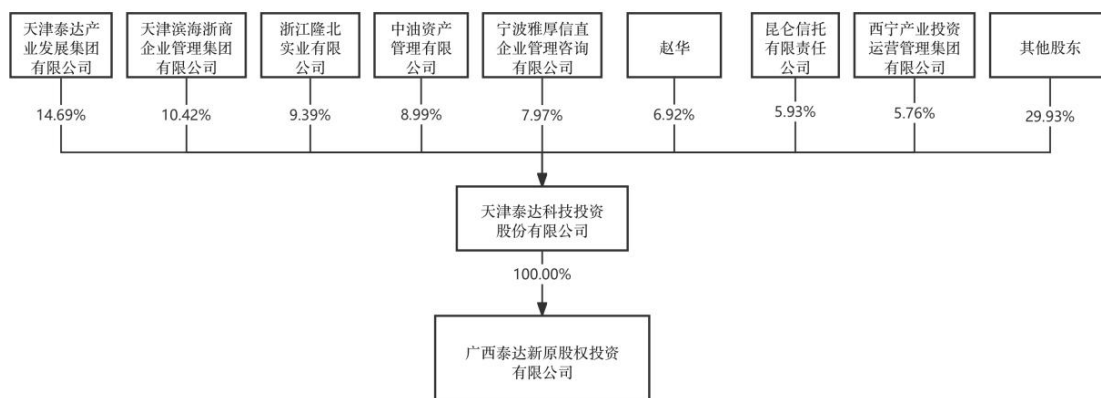 天津泰达产
业发展集团
有限公司
天津滨海浙商
企业管理集团
有限公司
浙江隆北
实业有限
公司
中油资产
管理有限
公司
宁波雅厚信直
企业管理咨询
有限公司
赵华
昆仑信托
有限责任
公司
西宁产业投资
运营管理集团
有限公司
其他股东
14.69%
10.42%
9.39%
8.99%
7.97%
6.92%
5.93%
5.76%
29.93%
天津泰达科技投资
股份有限公司
100.00%
广西泰达新原股权投资
有限公司